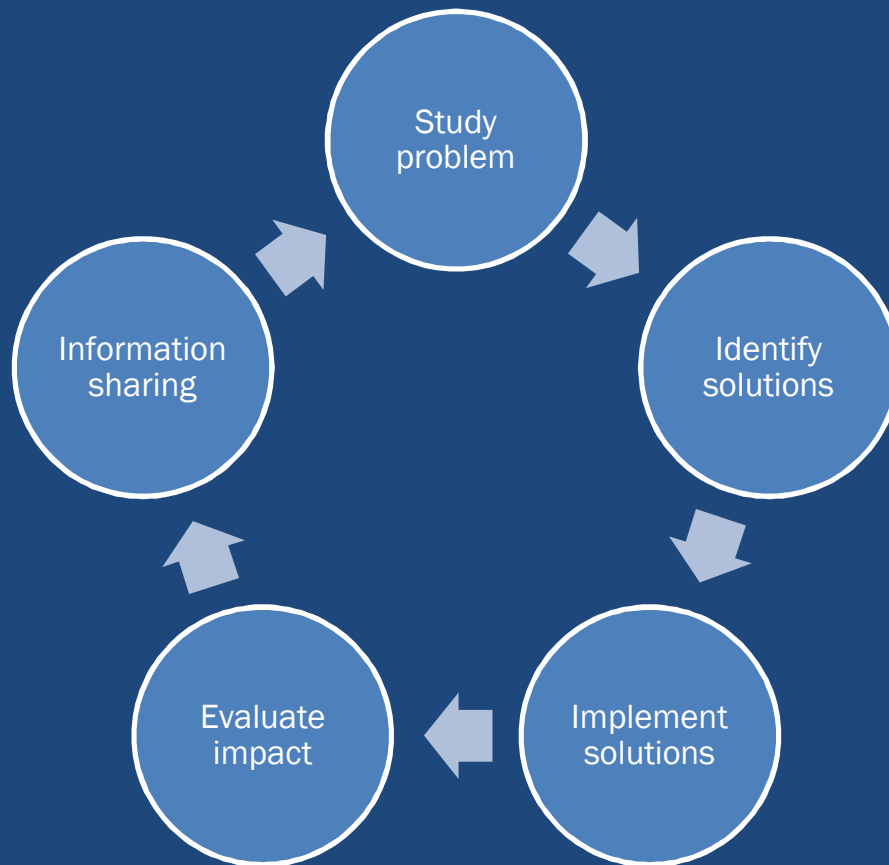 Study
problem
Identify
solutions
Implement
solutions
Evaluate
impact
Information
sharing